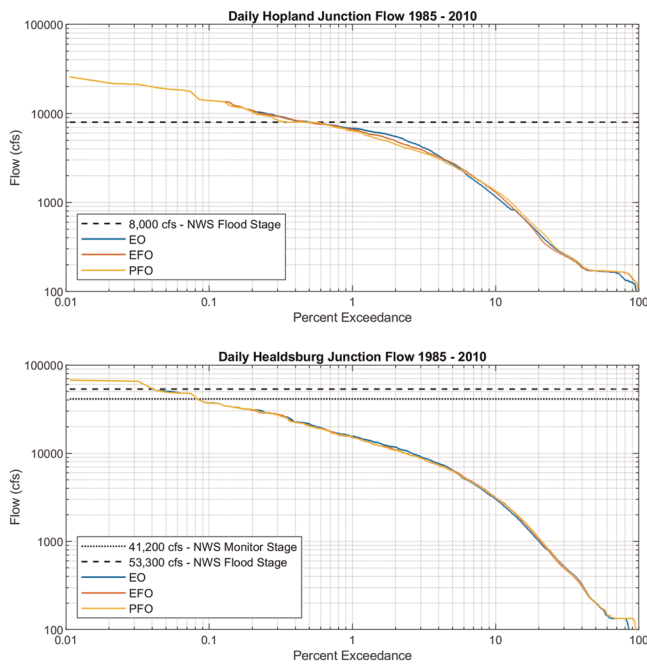 Daily Hopland Junction Flow 1985 - 2010
100000
10000
1000
100
Flow (cfs)
8,000 cfs - NWS Flood Stage
EO
EFO
PFO
0.01 0.1 1 10 100
Percent Exceedance
Daily Healdsburg Junction Flow 1985 - 2010
100000
10000
1000
100
Flow (cfs)
41,200 cfs - NWS Monitor Stage
53,300 cfs - NWS Flood Stage
EO
EFO
PFO
0.01 0.1 1 10 100
Percent Exceedance